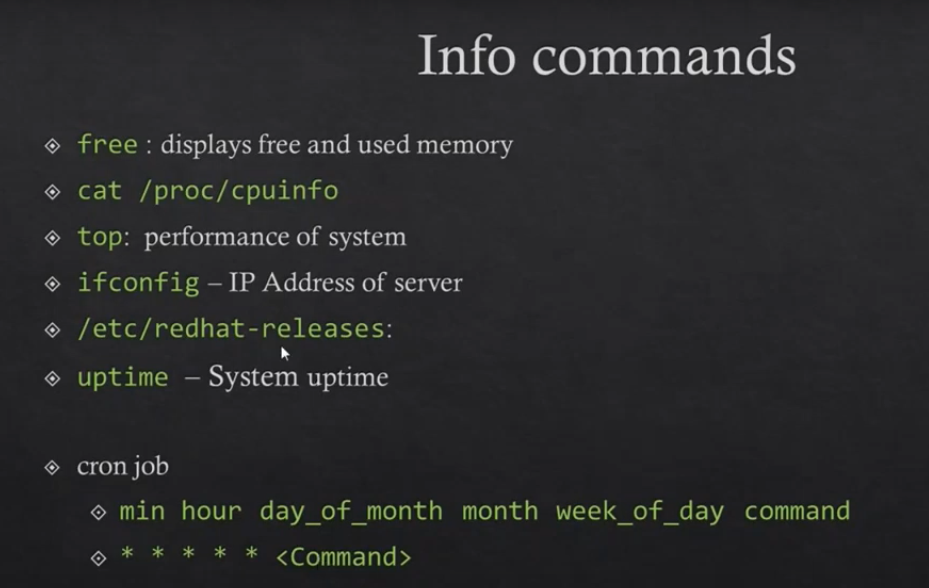 Info commands
free : displays free and used memory
cat /proc/cpuinfo
top: performance of system
ifconfig – IP Address of server
/etc/redhat-releases:
uptime – System uptime
cron job
min hour day_of_month month week_of_day command
* * * * * <Command>